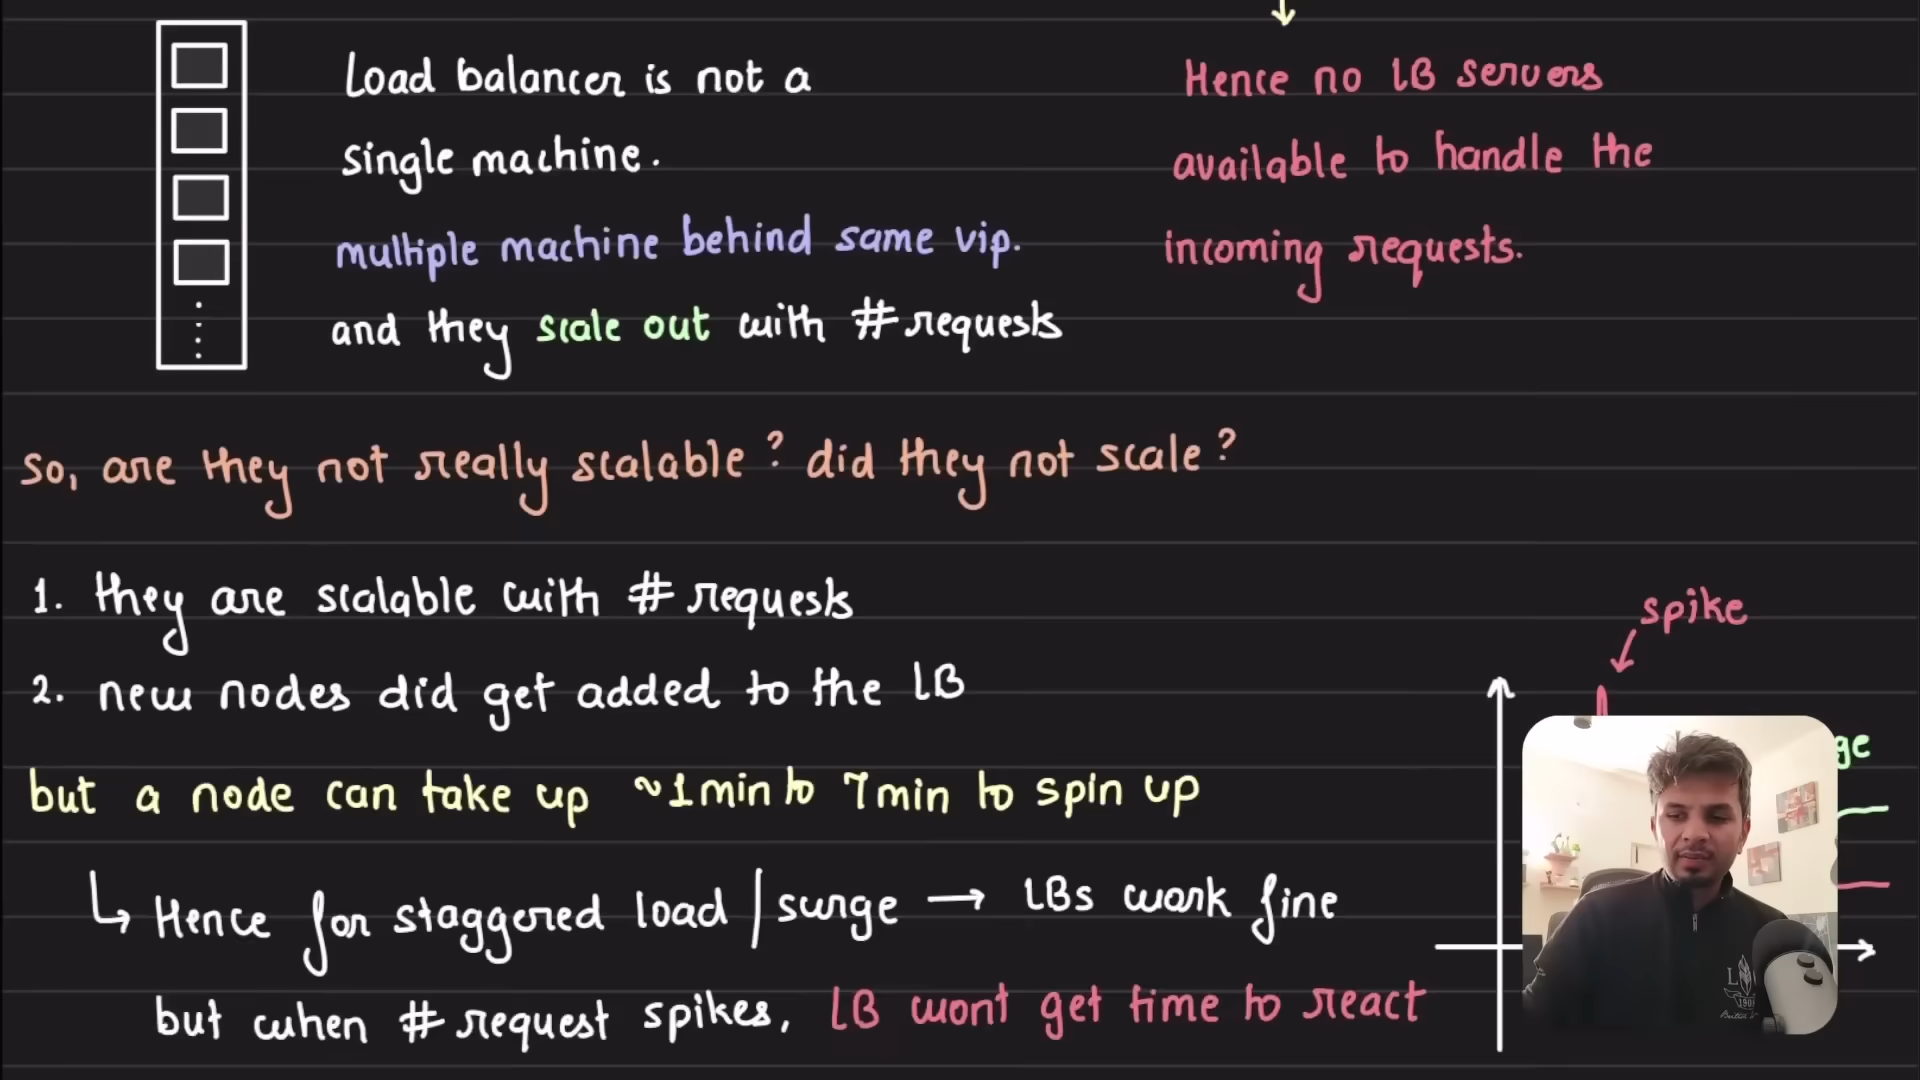 Load balancer is not a
single machine.
multiple machine behind same vip.
and they scale out with # requests
Hence no LB servers
available to handle the
incoming requests.
So, are they not really scalable? did they not scale?
1. they are scalable with # requests
2. new nodes did get added to the LB
but a node can take up ~1min to 7min to spin up
↳ Hence for staggered load / surge → LBs work fine
but when # request spikes, LB wont get time to react
spike
ge